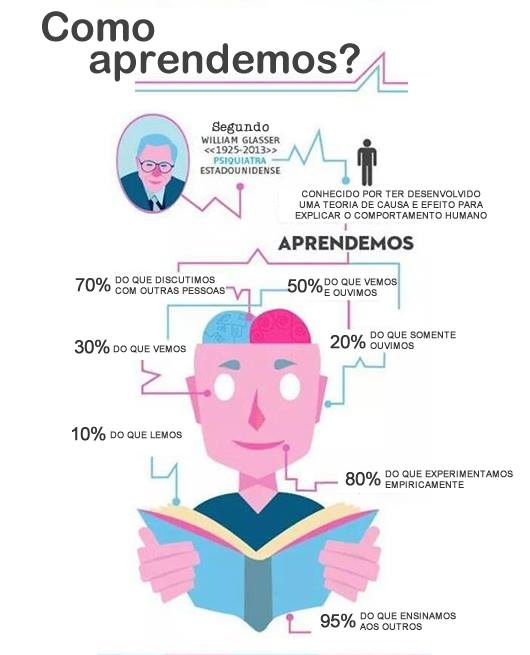 Como
aprendemos?
Segundo
WILLIAM GLASSER
<<1925-2013>>
PSIQUIATRA
ESTADOUNIDENSE
CONHECIDO POR TER DESENVOLVIDO
UMA TEORIA DE CAUSA E EFEITO PARA
EXPLICAR O COMPORTAMENTO HUMANO
APRENDEMOS
70% DO QUE DISCUTIMOS
COM OUTRAS PESSOAS
50% DO QUE VEMOS
E OUVIMOS
30% DO QUE VEMOS
20% DO QUE SOMENTE
OUVIMOS
10% DO QUE LEMOS
80% DO QUE EXPERIMENTAMOS
EMPIRICAMENTE
95% DO QUE ENSINAMOS
AOS OUTROS